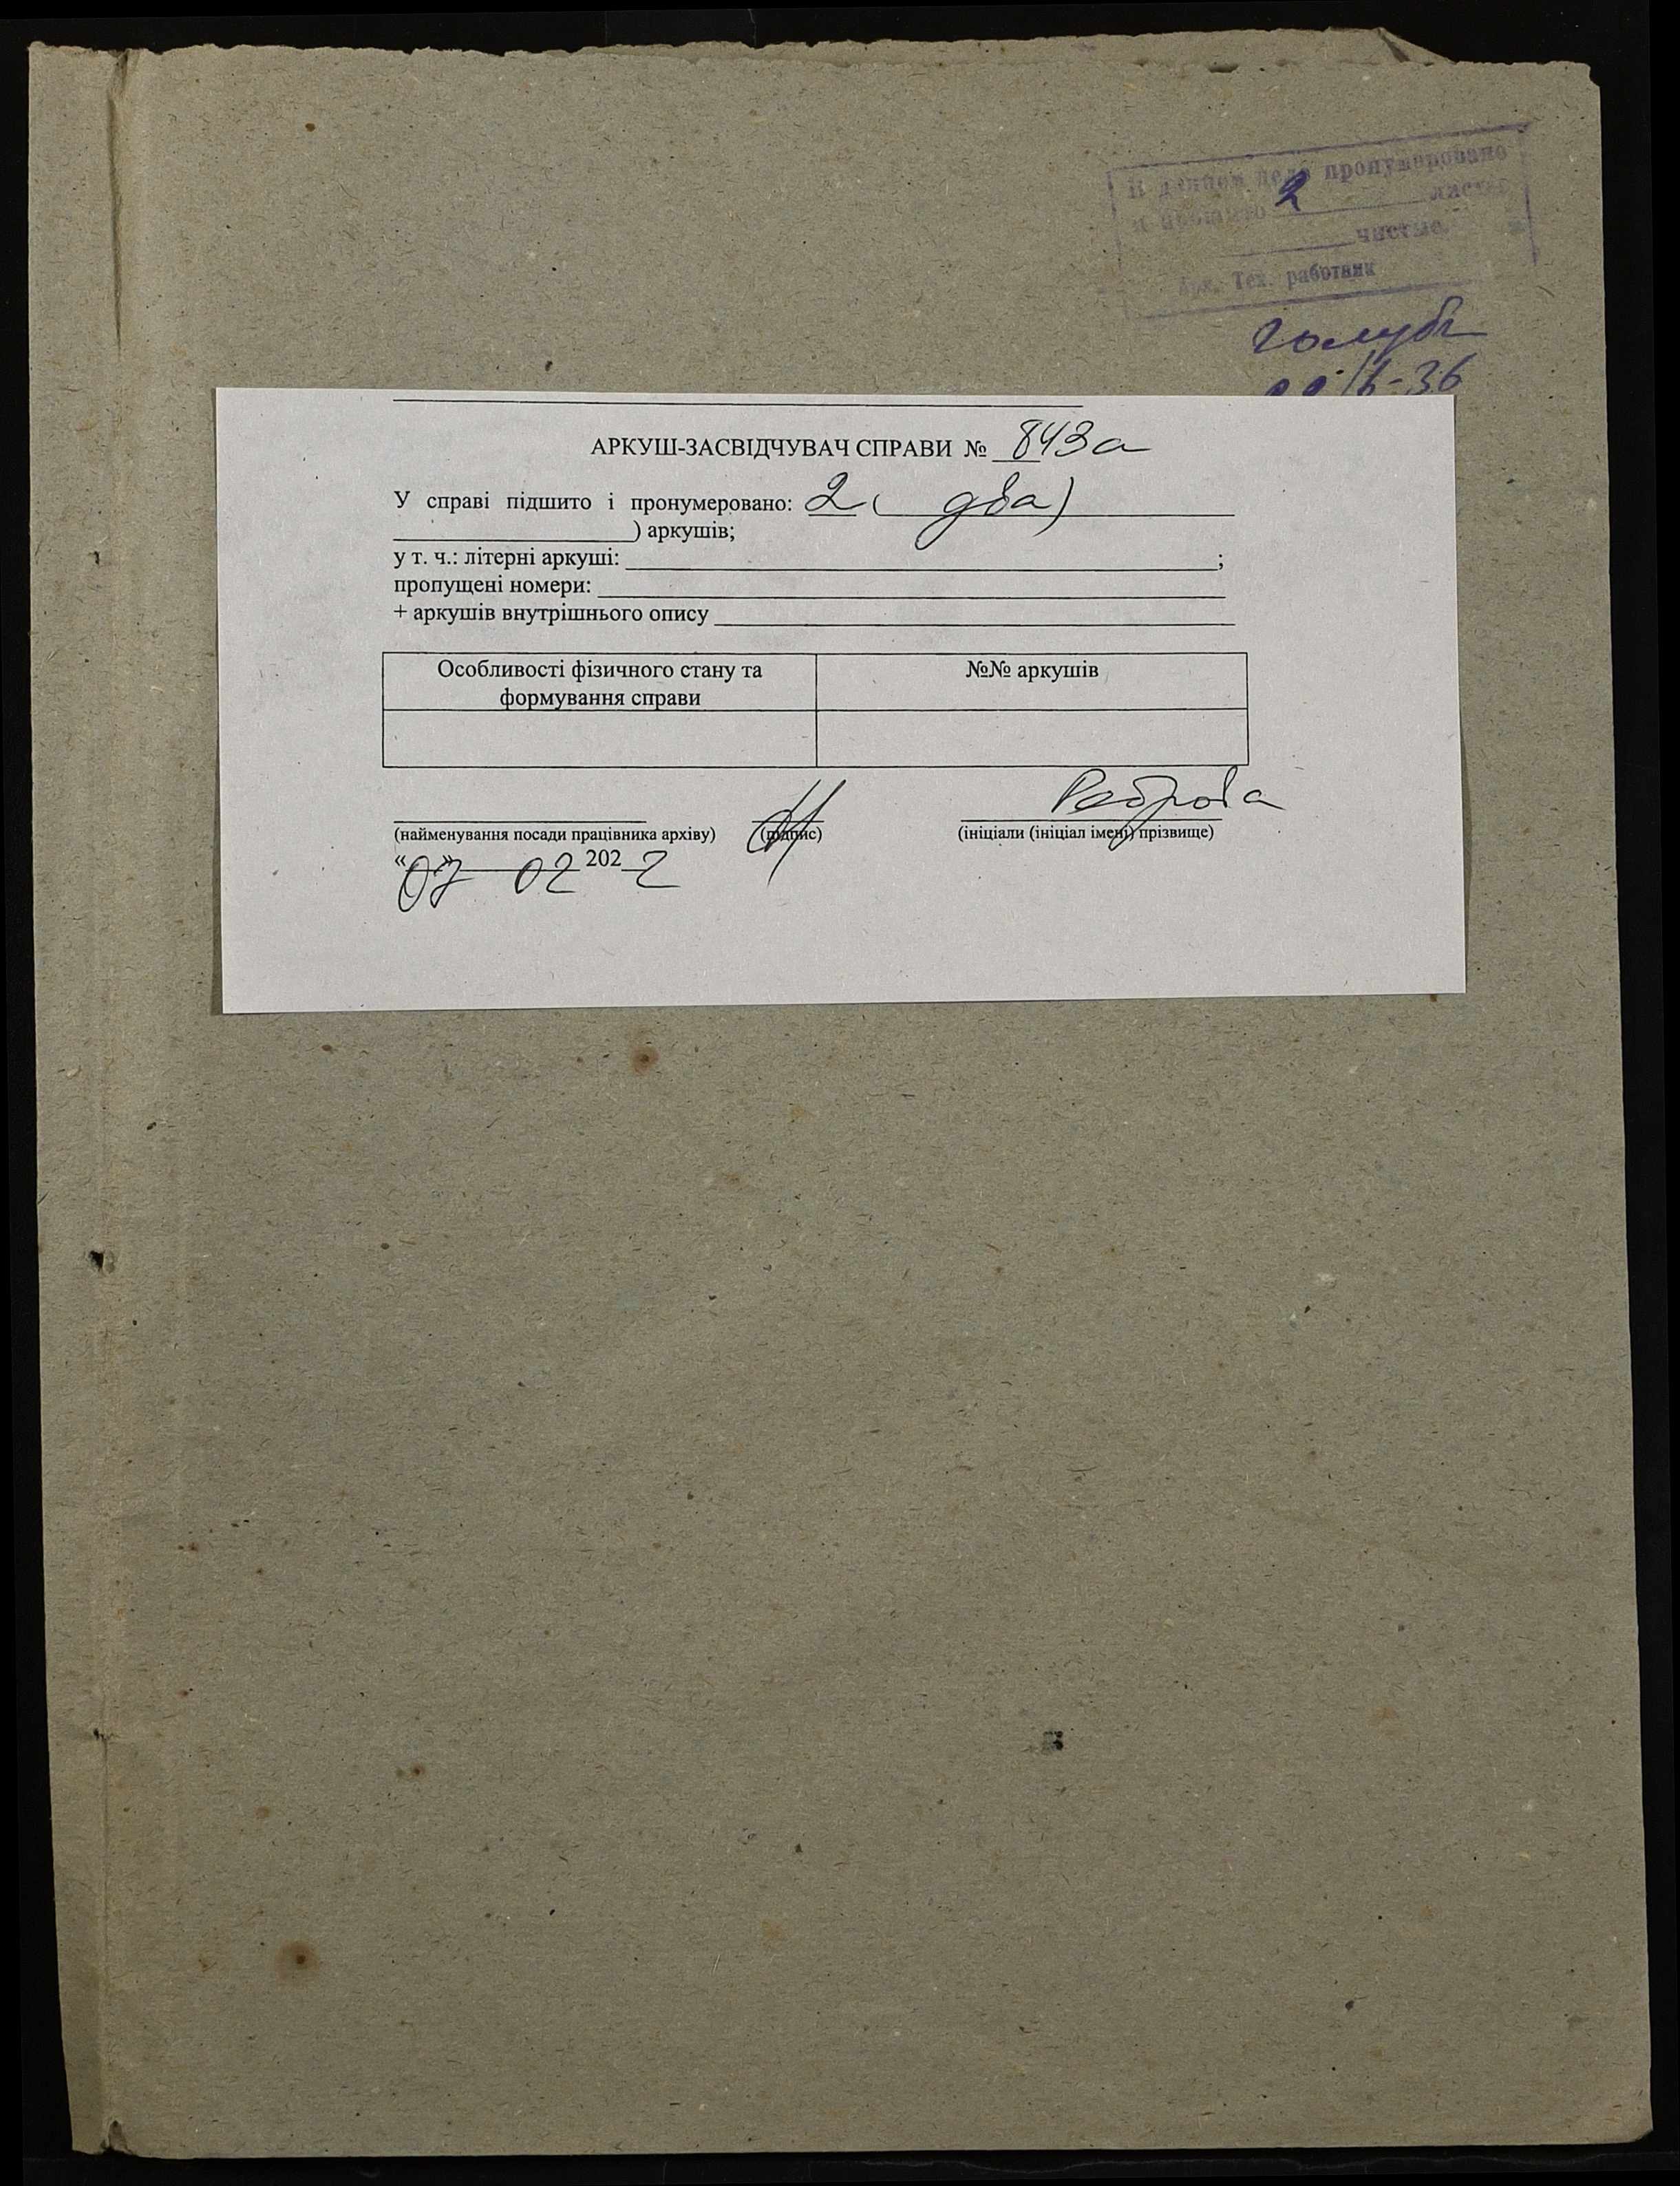 В данном деле пронумеровано
и прошито 2 листов
чистые.
Арх. Тех. работник
Голуб
АРКУШ-ЗАСВІДЧУВАЧ СПРАВИ № 843а
У справі підшито і пронумеровано: 2 ( два)
) аркушів;
у т. ч.: літерні аркуші: ;
пропущені номери:
+ аркушів внутрішнього опису
Особливості фізичного стану та формування справи
№№ аркушів
Реброва
(найменування посади працівника архіву) (підпис) (ініціали (ініціал імені) прізвище)
«07» 02 2022